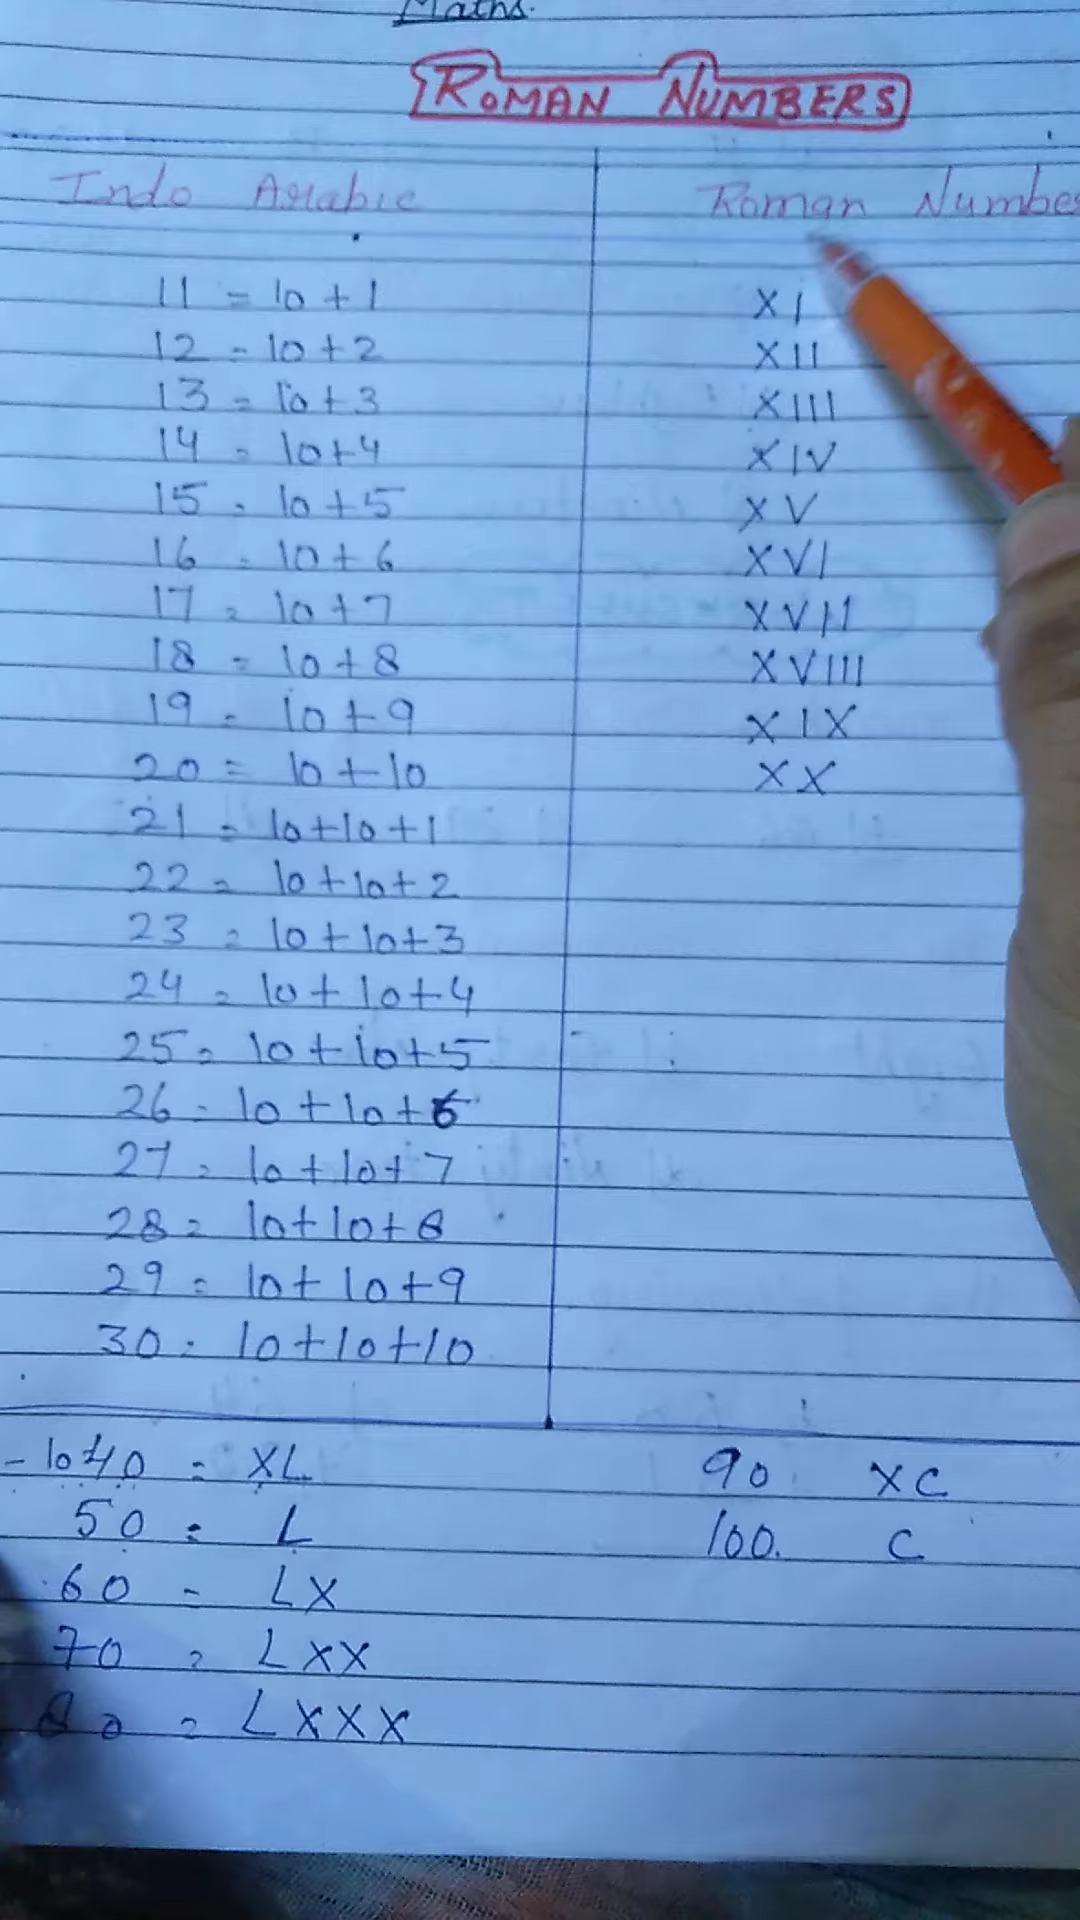 Maths.
ROMAN NUMBERS
Indo Arabic Roman Number
11 = 10 + 1 XI
12 = 10 + 2 XII
13 = 10 + 3 XIII
14 = 10 + 4 XIV
15 = 10 + 5 XV
16 = 10 + 6 XVI
17 = 10 + 7 XVII
18 = 10 + 8 XVIII
19 = 10 + 9 XIX
20 = 10 + 10 XX
21 = 10 + 10 + 1
22 = 10 + 10 + 2
23 = 10 + 10 + 3
24 = 10 + 10 + 4
25 = 10 + 10 + 5
26 = 10 + 10 + 6
27 = 10 + 10 + 7
28 = 10 + 10 + 8
29 = 10 + 10 + 9
30 = 10 + 10 + 10
-10 40 = XL 90 XC
50 = L 100. C
60 = LX
70 = LXX
80 = LXXX